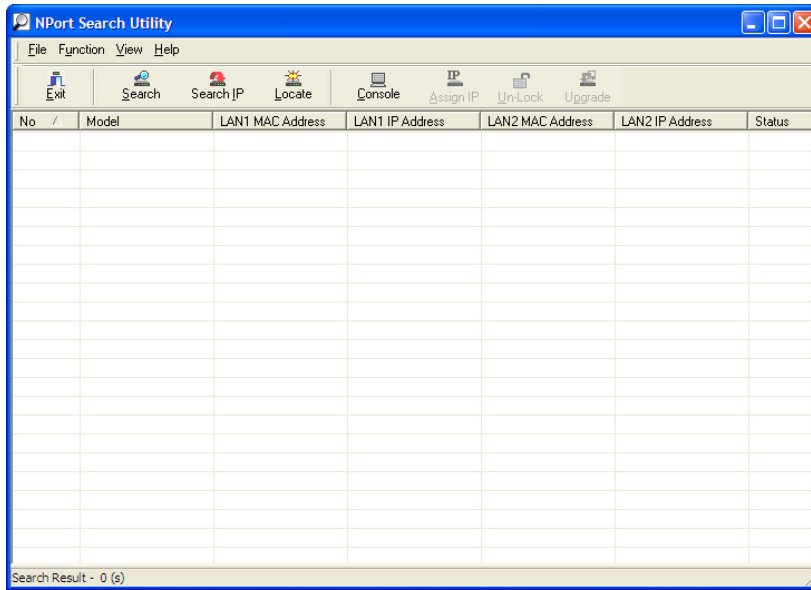 NPort Search Utility
File Function View Help
Exit Search Search IP Locate Console IP Assign IP Un-Lock Upgrade
No Model LAN1 MAC Address LAN1 IP Address LAN2 MAC Address LAN2 IP Address Status
Search Result - 0 (s)